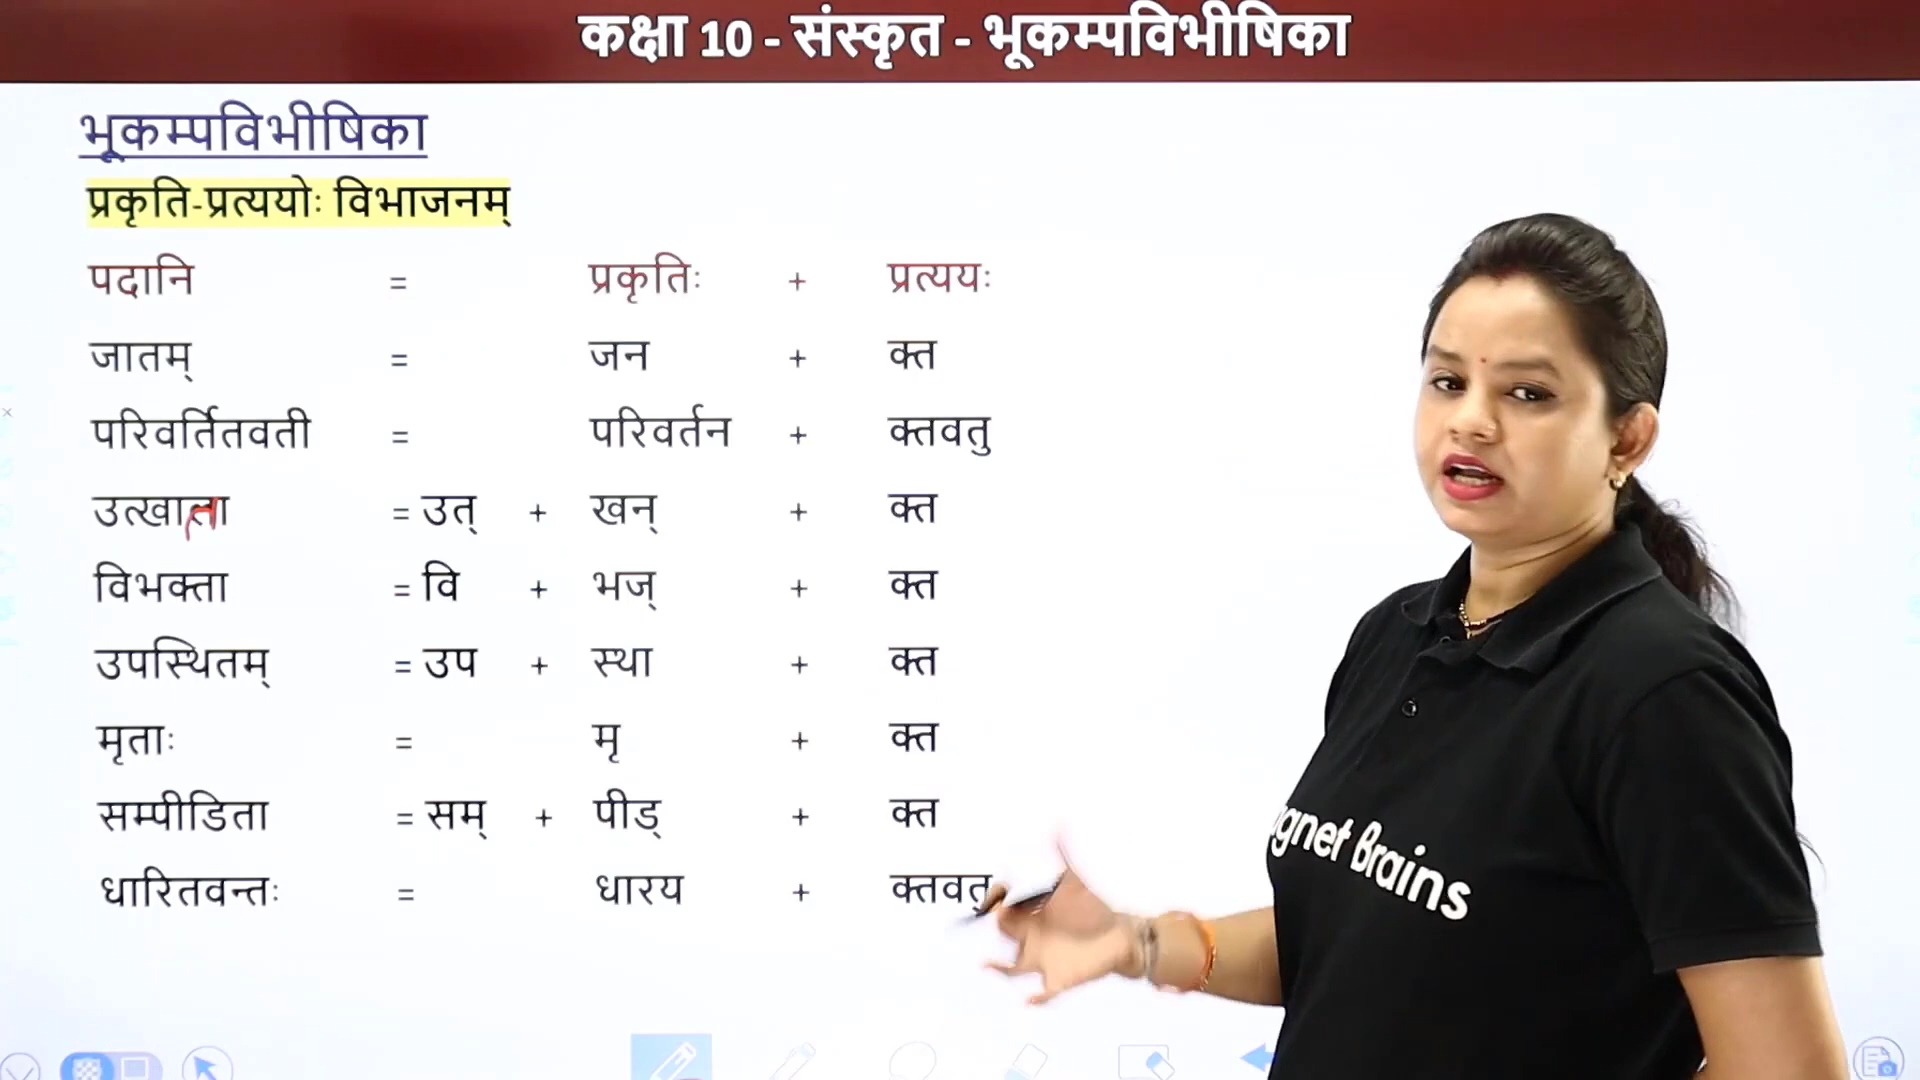 कक्षा 10 - संस्कृत - भूकम्पविभीषिका
भूकम्पविभीषिका
प्रकृति-प्रत्ययोः विभाजनम्
पदानि = प्रकृतिः + प्रत्ययः
जातम् = जन + क्त
परिवर्तितवती = परिवर्तन + क्तवतु
उत्खाता = उत् + खन् + क्त
विभक्ता = वि + भज् + क्त
उपस्थितम् = उप + स्था + क्त
मृताः = मृ + क्त
सम्पीडिता = सम् + पीड् + क्त
धारितवन्तः = धारय + क्तवतु
gnet Brains